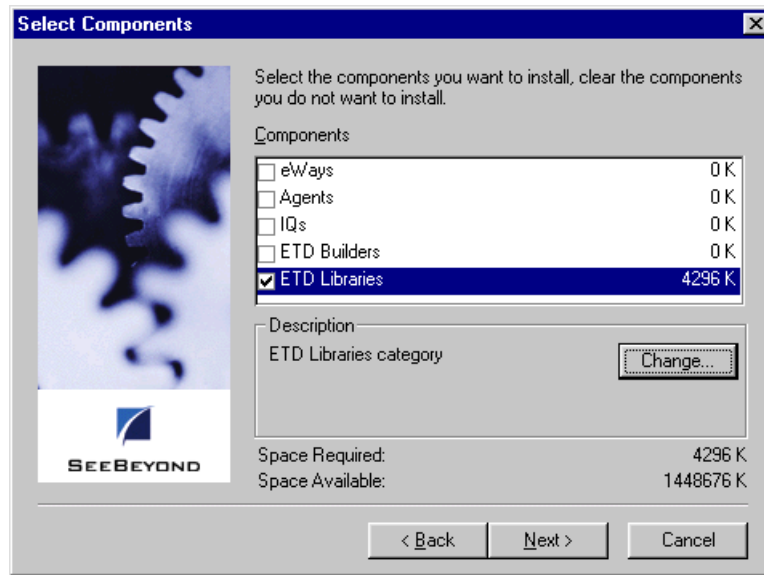 Select Components
Select the components you want to install, clear the components
you do not want to install.
Components
eWays 0 K
Agents 0 K
IQs 0 K
ETD Builders 0 K
ETD Libraries 4296 K
Description
ETD Libraries category
Change...
SEEBEYOND
Space Required: 4296 K
Space Available: 1448676 K
< Back Next > Cancel